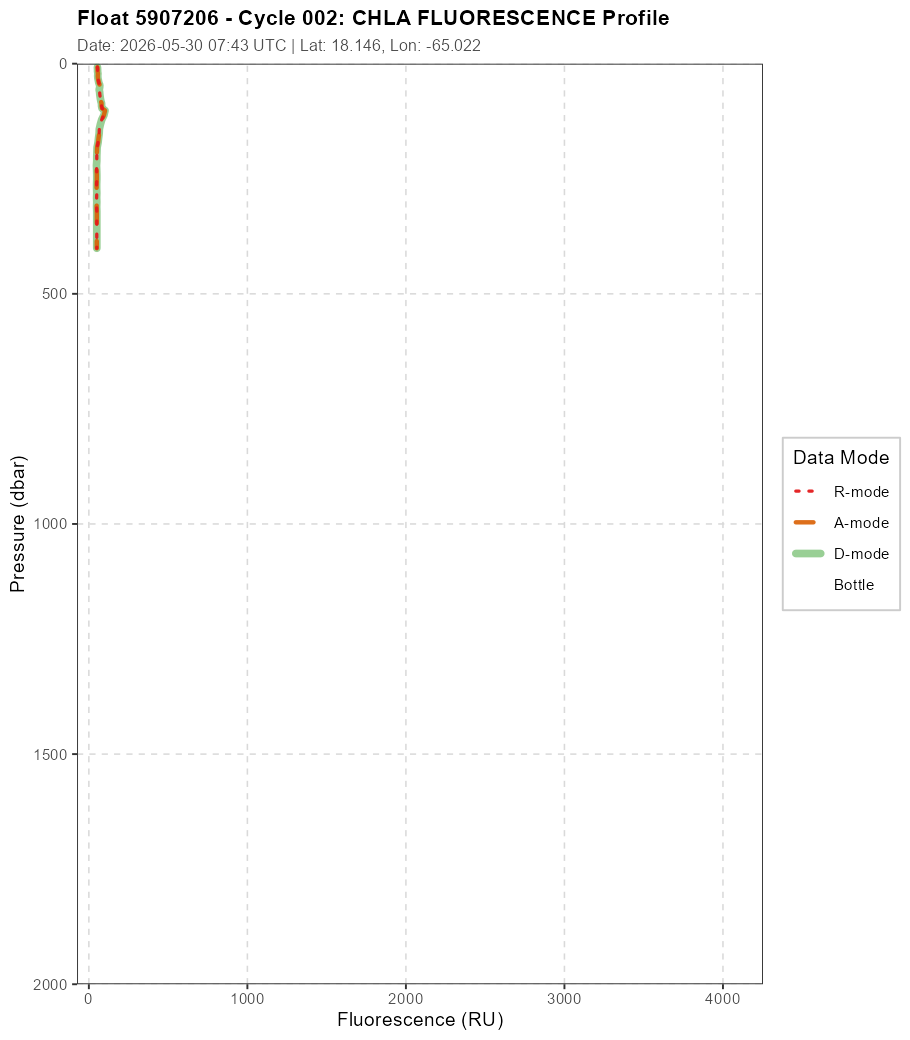 Float 5907206 - Cycle 002: CHLA FLUORESCENCE Profile
Date: 2026-05-30 07:43 UTC | Lat: 18.146, Lon: -65.022
0
500
1000
1500
2000
Pressure (dbar)
0 1000 2000 3000 4000
Fluorescence (RU)
Data Mode
R-mode
A-mode
D-mode
Bottle